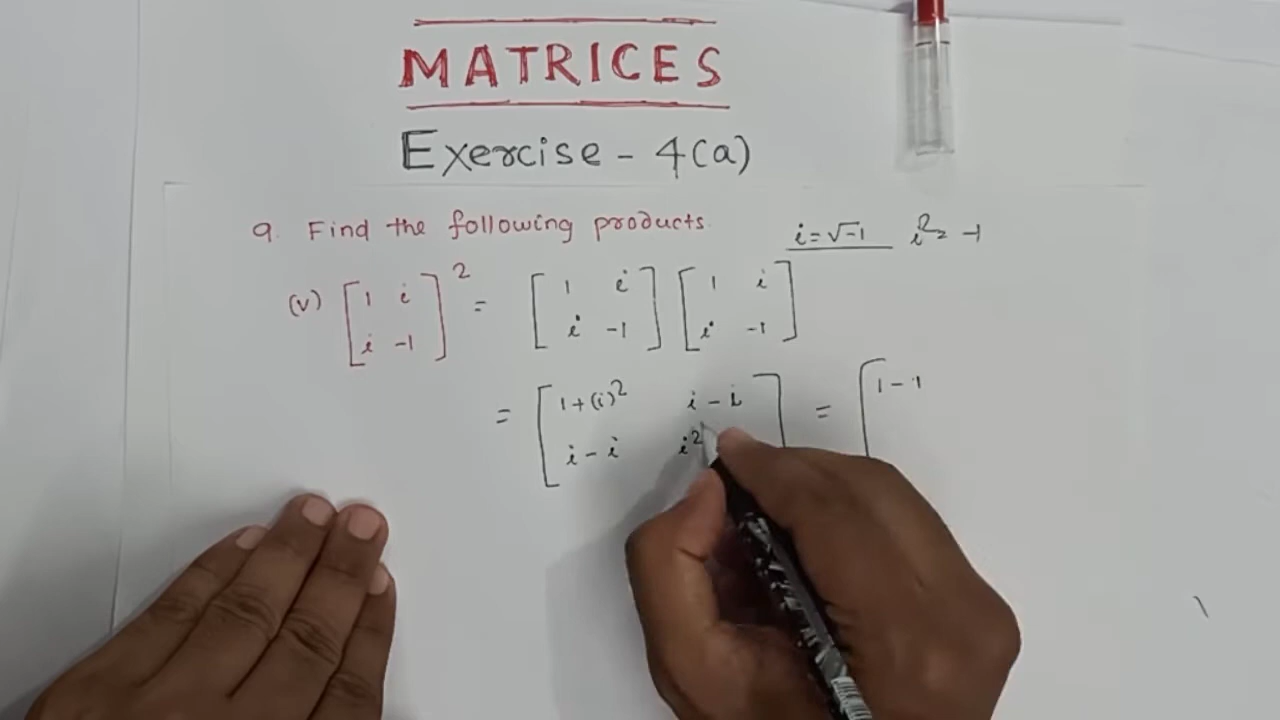 MATRICES
Exercise - 4(a)
9. Find the following products. i = √-1 i² = -1
(v) [1 i; i -1]² = [1 i; i -1] [1 i; i -1]
= [1+(i)² i - i; i - i i²] = [1 - 1